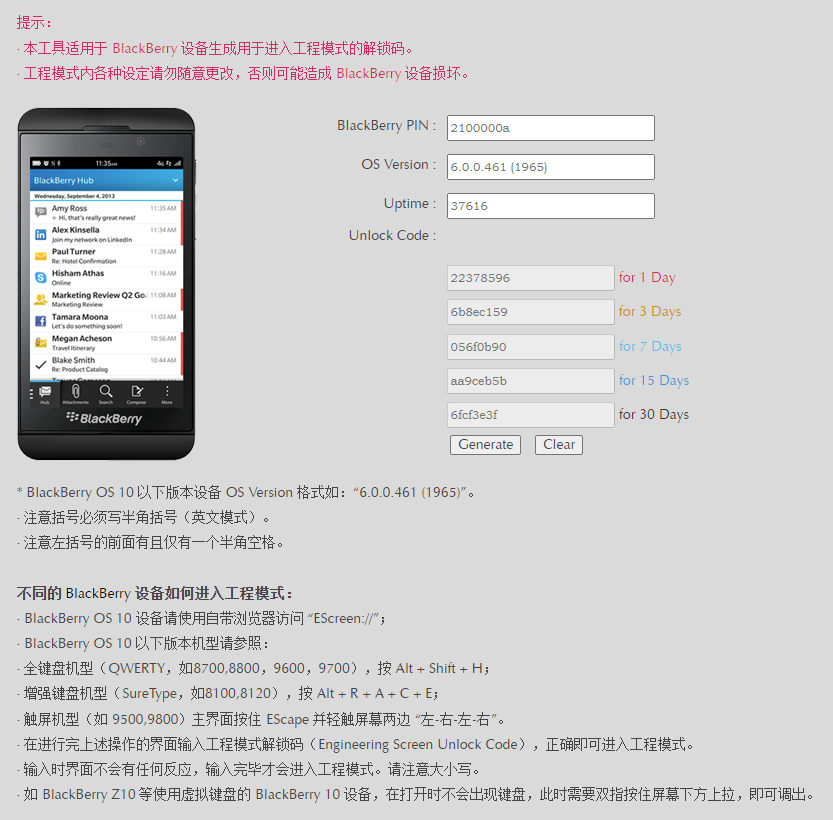 提示：
· 本工具适用于 BlackBerry 设备生成用于进入工程模式的解锁码。
· 工程模式内各种设定请勿随意更改，否则可能造成 BlackBerry 设备损坏。
11:35AM
4G
BlackBerry Hub
Wednesday, September 4, 2013
Amy Ross 11:35 AM
Hi, that's really great news!
Alex Kinsella 11:34 AM
Join my network on LinkedIn
Paul Turner 11:28 AM
Re: Hotel Confirmation
Hisham Athas 11:16 AM
Online
Marketing Review Q2 Go 11:08 AM
Marketing Review
Tamara Moona 11:03 AM
Let's do something soon!
Megan Acheson 10:56 AM
Travel Itinerary
Blake Smith 10:44 AM
Re: Product Catalog
Hub Attachments Search Compose More
BlackBerry
BlackBerry PIN : 2100000a
OS Version : 6.0.0.461 (1965)
Uptime : 37616
Unlock Code :
22378596 for 1 Day
6b8ec159 for 3 Days
056f0b90 for 7 Days
aa9ceb5b for 15 Days
6fcf3e3f for 30 Days
Generate Clear
* BlackBerry OS 10 以下版本设备 OS Version 格式如：“6.0.0.461 (1965)”。
· 注意括号必须写半角括号（英文模式）。
· 注意左括号的前面有且仅有一个半角空格。
不同的 BlackBerry 设备如何进入工程模式：
· BlackBerry OS 10 设备请使用自带浏览器访问 “EScreen://”；
· BlackBerry OS 10 以下版本机型请参照：
· 全键盘机型（QWERTY，如8700,8800，9600，9700），按 Alt + Shift + H；
· 增强键盘机型（SureType，如8100,8120），按 Alt + R + A + C + E；
· 触屏机型（如 9500,9800）主界面按住 EScape 并轻触屏幕两边 “左-右-左-右”。
· 在进行完上述操作的界面输入工程模式解锁码（Engineering Screen Unlock Code），正确即可进入工程模式。
· 输入时界面不会有任何反应，输入完毕才会进入工程模式。请注意大小写。
· 如 BlackBerry Z10 等使用虚拟键盘的 BlackBerry 10 设备，在打开时不会出现键盘，此时需要双指按住屏幕下方上拉，即可调出。